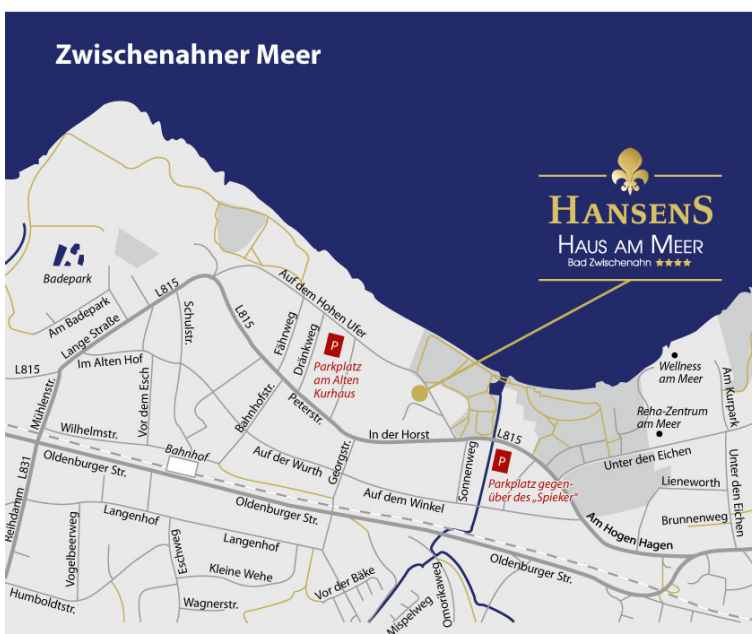 Zwischenahner Meer
HANSENS
HAUS AM MEER
Bad Zwischenahn ★★★★
Badepark
Am Badepark
Lange Straße
L815
L815
L815
Schulstr.
Auf dem Hohen Ufer
Fährweg
Dränkweg
P
Parkplatz
am Alten
Kurhaus
Im Alten Hof
Mühlenstr.
Vor dem Esch
Bahnhofstr.
Peterstr.
Wellness
am Meer
Am Kurpark
Reha-Zentrum
am Meer
Wilhelmstr.
Bahnhof
Auf der Wurth
Georgstr.
In der Horst
L815
Sonnenweg
P
Parkplatz gegen-
über des „Spieker“
Unter den Eichen
Lieneworth
Unter den Eichen
Brunnenweg
Am Hogen Hagen
Oldenburger Str.
L831
Reihdamm
Auf dem Winkel
Oldenburger Str.
Langenhof
Langenhof
Vogelbeerweg
Eschweg
Kleine Wehe
Oldenburger Str.
Vor der Bäke
Humboldtstr.
Wagnerstr.
Mispelweg
Omorikaweg